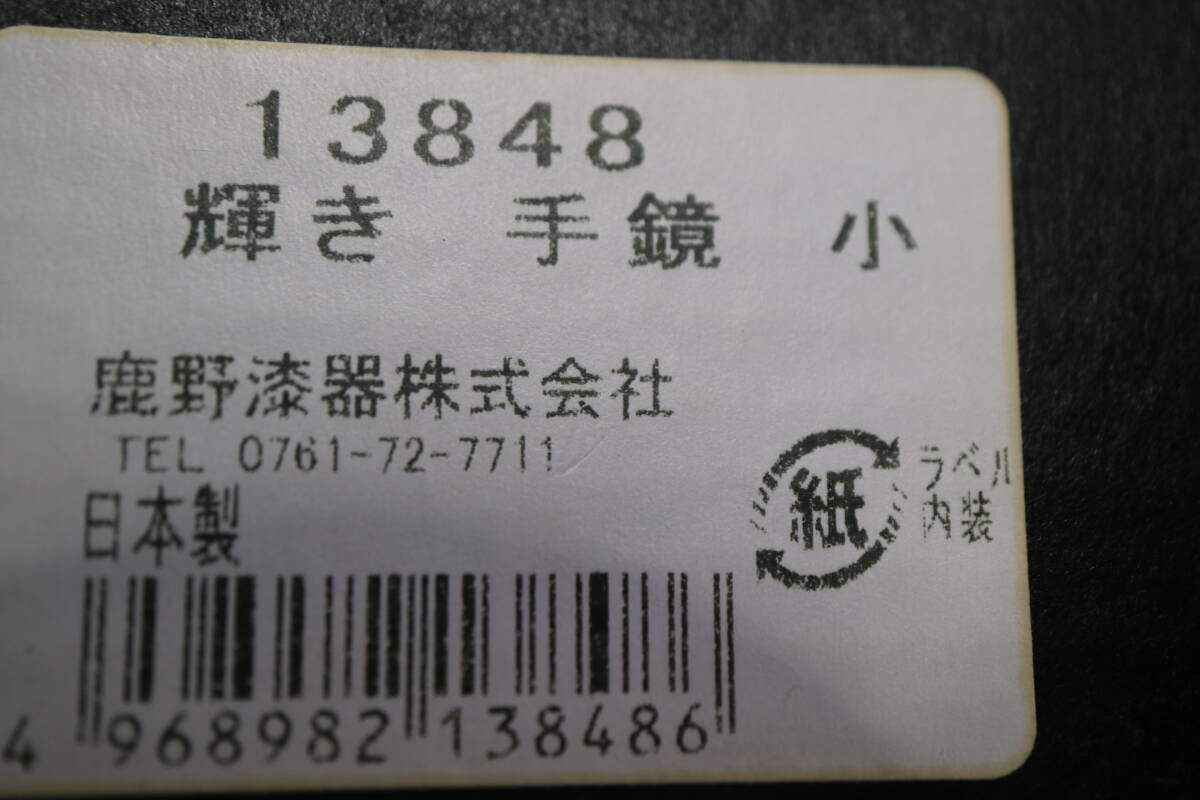 13848
輝き 手鏡 小
鹿野漆器株式会社
TEL 0761-72-7711
日本製
紙
ラベル
内装
4 968982 138486